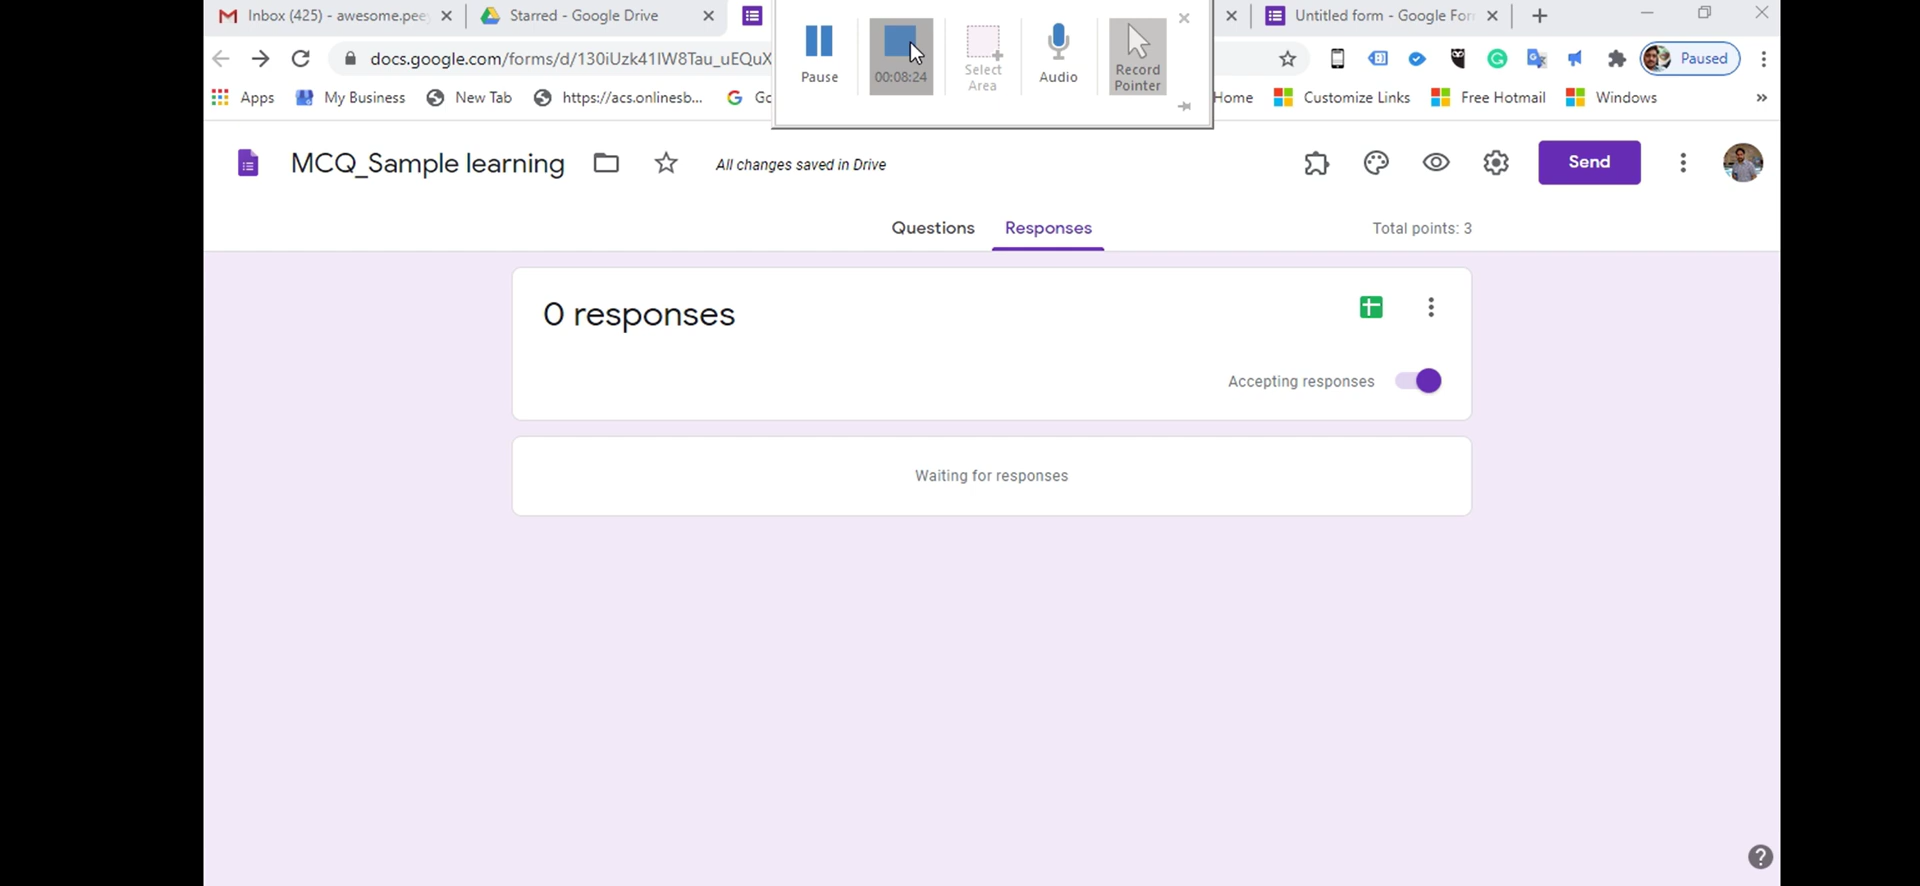 Inbox (425) - awesome.pee
Starred - Google Drive
Untitled form - Google For
docs.google.com/forms/d/130iUzk41IW8Tau_uEQuX
Pause
00:08:24
Select
Area
Audio
Record
Pointer
Paused
Apps
My Business
New Tab
https://acs.onlinesb...
Go
Home
Customize Links
Free Hotmail
Windows
»
MCQ_Sample learning
All changes saved in Drive
Send
Questions
Responses
Total points: 3
0 responses
Accepting responses
Waiting for responses